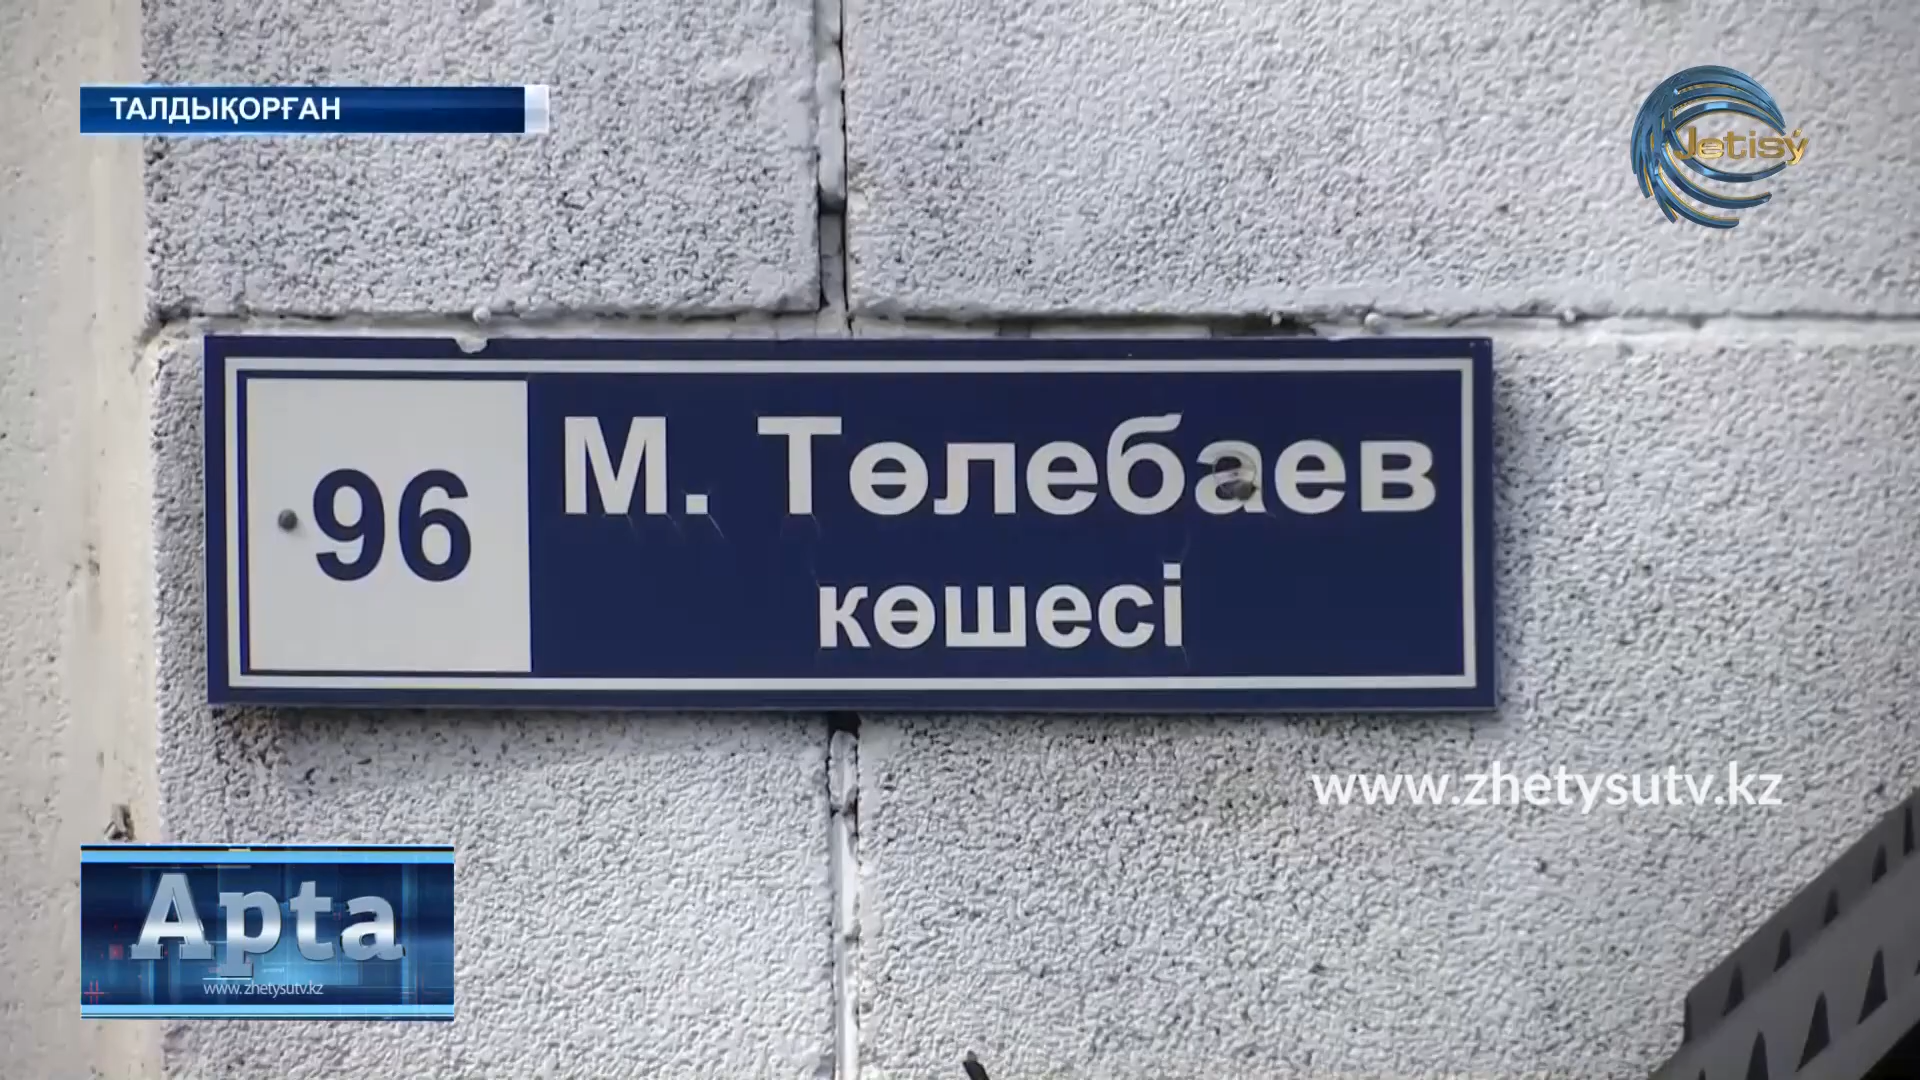 ТАЛДЫҚОРҒАН
Jetisý
96
М. Төлебаев
көшесі
www.zhetysutv.kz
Apta
www.zhetysutv.kz